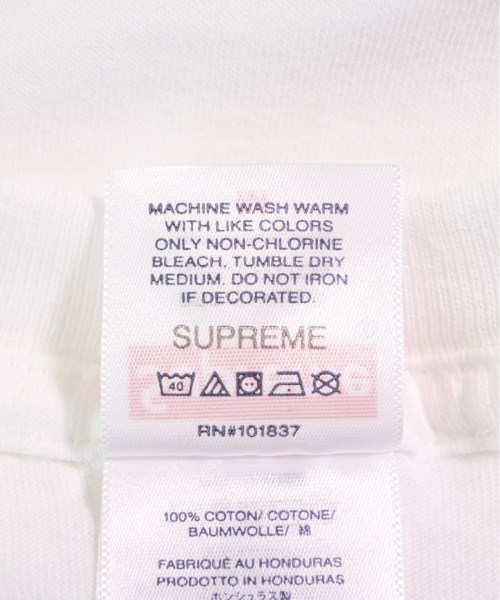 MACHINE WASH WARM
WITH LIKE COLORS
ONLY NON-CHLORINE
BLEACH. TUMBLE DRY
MEDIUM. DO NOT IRON
IF DECORATED.
SUPREME
40
RN#101837
100% COTON/ COTONE/
BAUMWOLLE/ 綿
FABRIQUÉ AU HONDURAS
PRODOTTO IN HONDURAS
ホンジュラス製